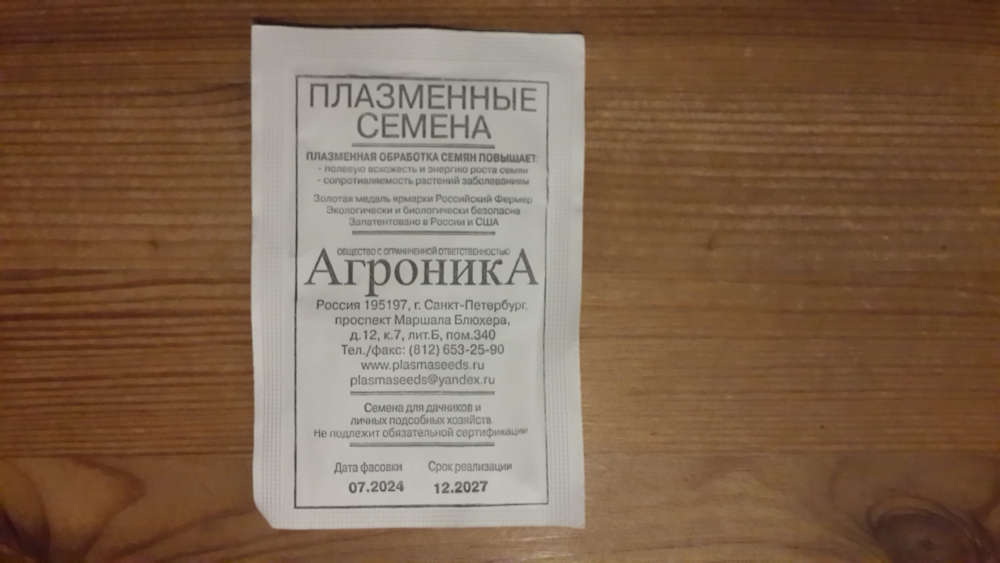 ПЛАЗМЕННЫЕ
СЕМЕНА
ПЛАЗМЕННАЯ ОБРАБОТКА СЕМЯН ПОВЫШАЕТ:
- полевую всхожесть и энергию роста семян
- сопротивляемость растений заболеваниям
Золотая медаль ярмарки Российский Фермер
Экологически и биологически безопасна
Запатентовано в России и США
ОБЩЕСТВО С ОГРАНИЧЕННОЙ ОТВЕТСТВЕННОСТЬЮ
АгроникА
Россия 195197, г. Санкт-Петербург,
проспект Маршала Блюхера,
д.12, к.7, лит.Б, пом.340
Тел./факс: (812) 653-25-90
www.plasmaseeds.ru
plasmaseeds@yandex.ru
Семена для дачников и
личных подсобных хозяйств
Не подлежит обязательной сертификации
Дата фасовки Срок реализации
07.2024 12.2027